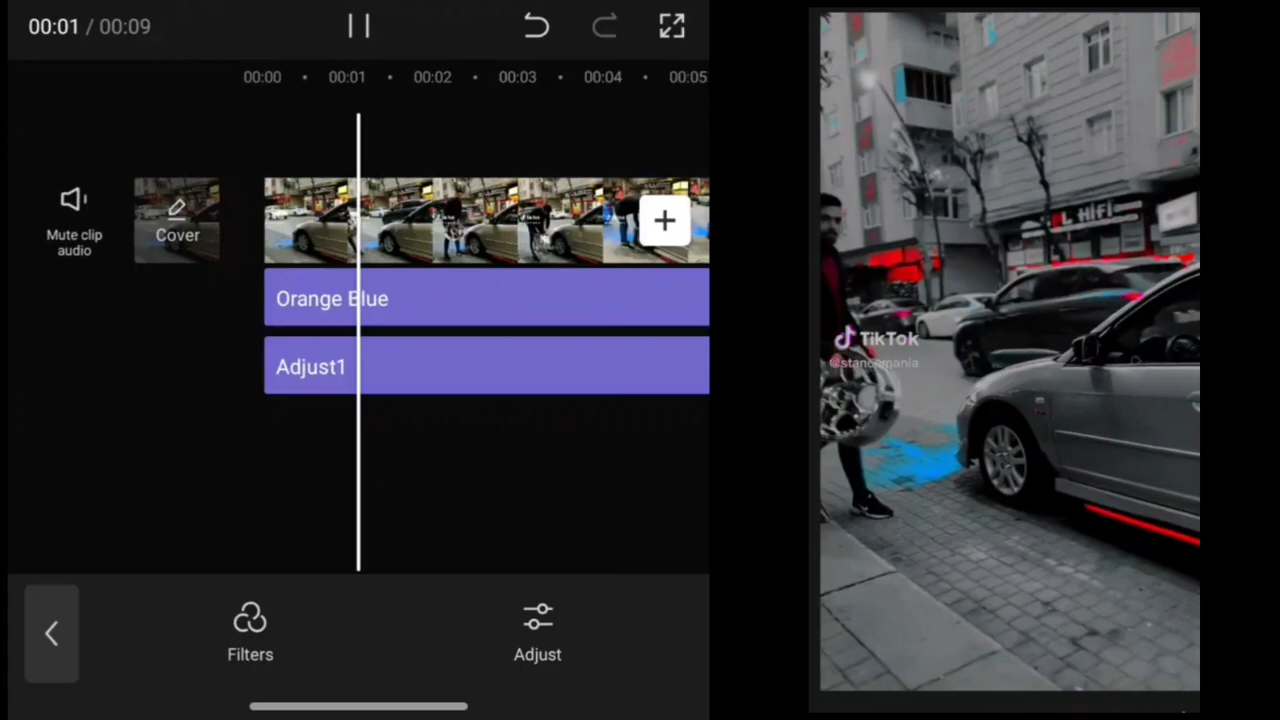 00:01 / 00:09
00:00 00:01 00:02 00:03 00:04 00:05
Mute clip
audio
Cover
Orange Blue
Adjust1
Filters
Adjust
TikTok
@stancemania
HIFI